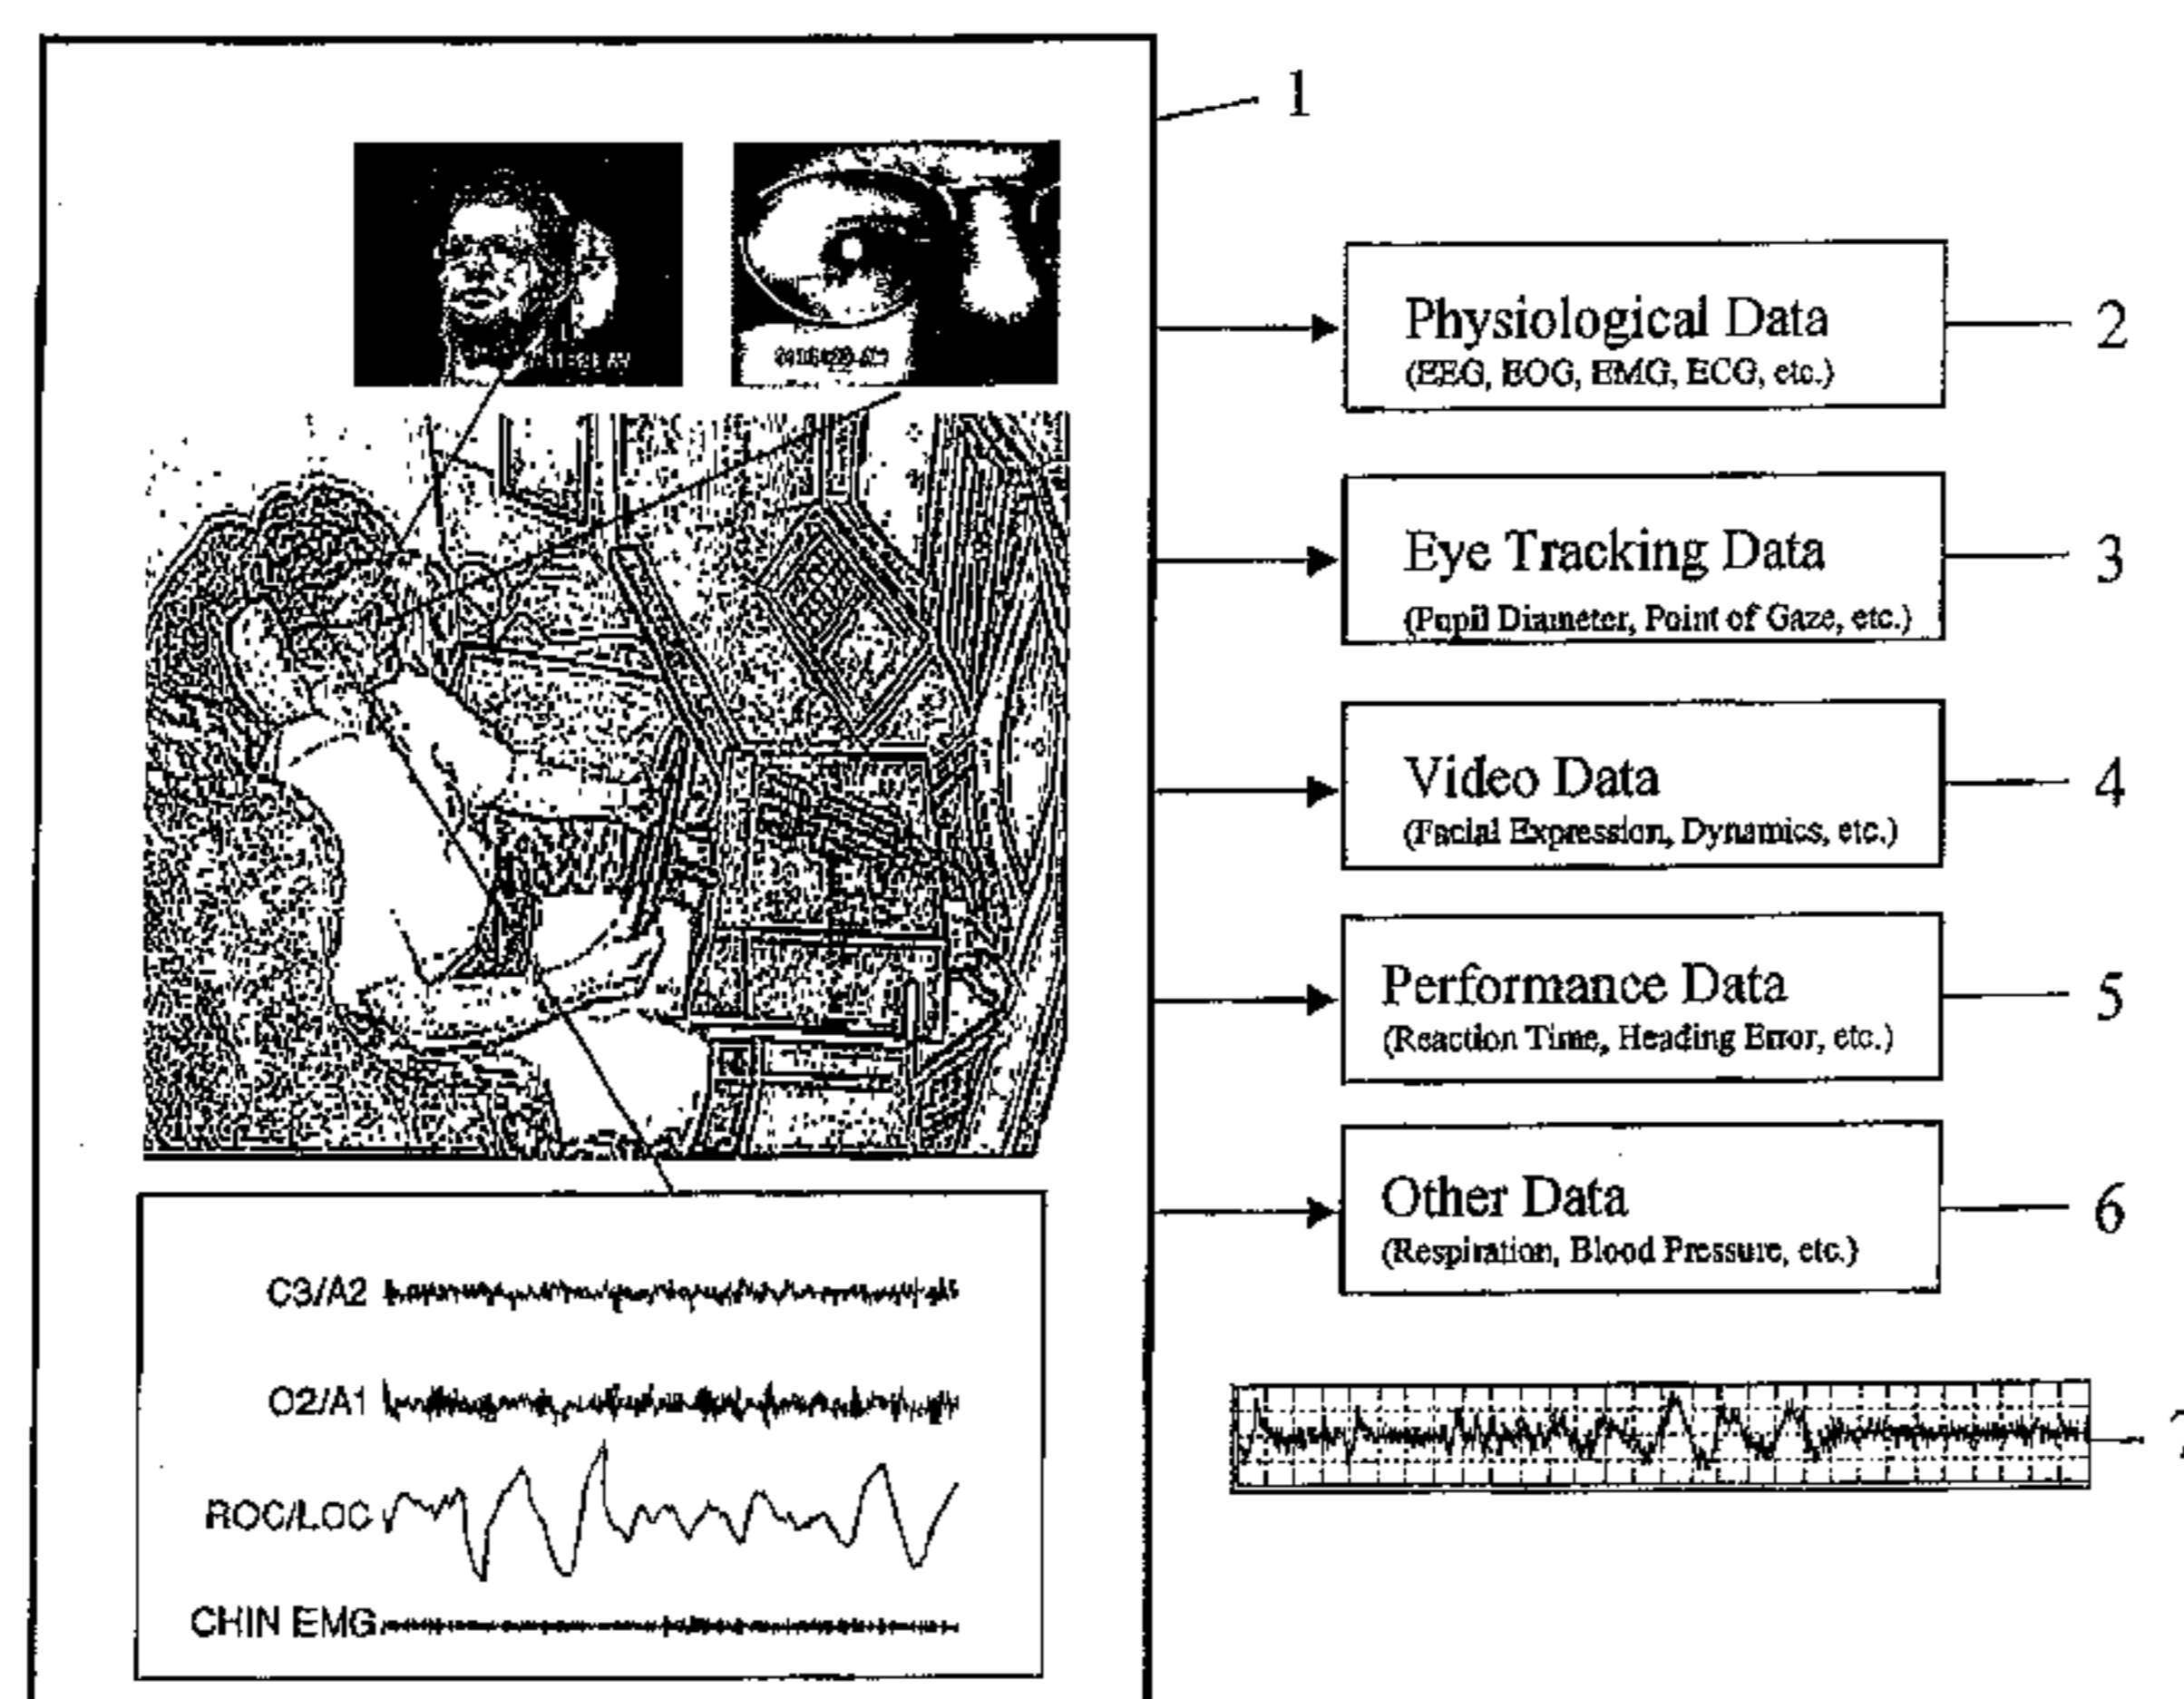 1
Physiological Data
(EEG, EOG, EMG, ECG, etc.)
2
Eye Tracking Data
(Pupil Diameter, Point of Gaze, etc.)
3
Video Data
(Facial Expression, Dynamics, etc.)
4
Performance Data
(Reaction Time, Heading Error, etc.)
5
Other Data
(Respiration, Blood Pressure, etc.)
6
7
C3/A2
O2/A1
ROC/LOC
CHIN EMG